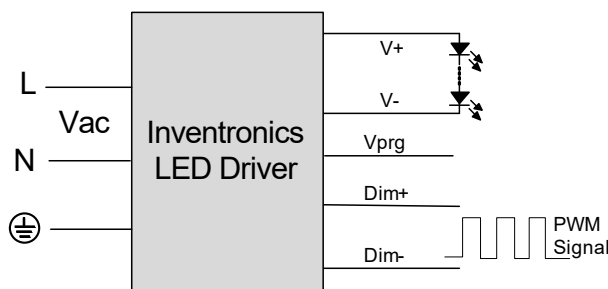 L
Vac
N
Inventronics
LED Driver
V+
V-
Vprg
Dim+
Dim-
PWM
Signal